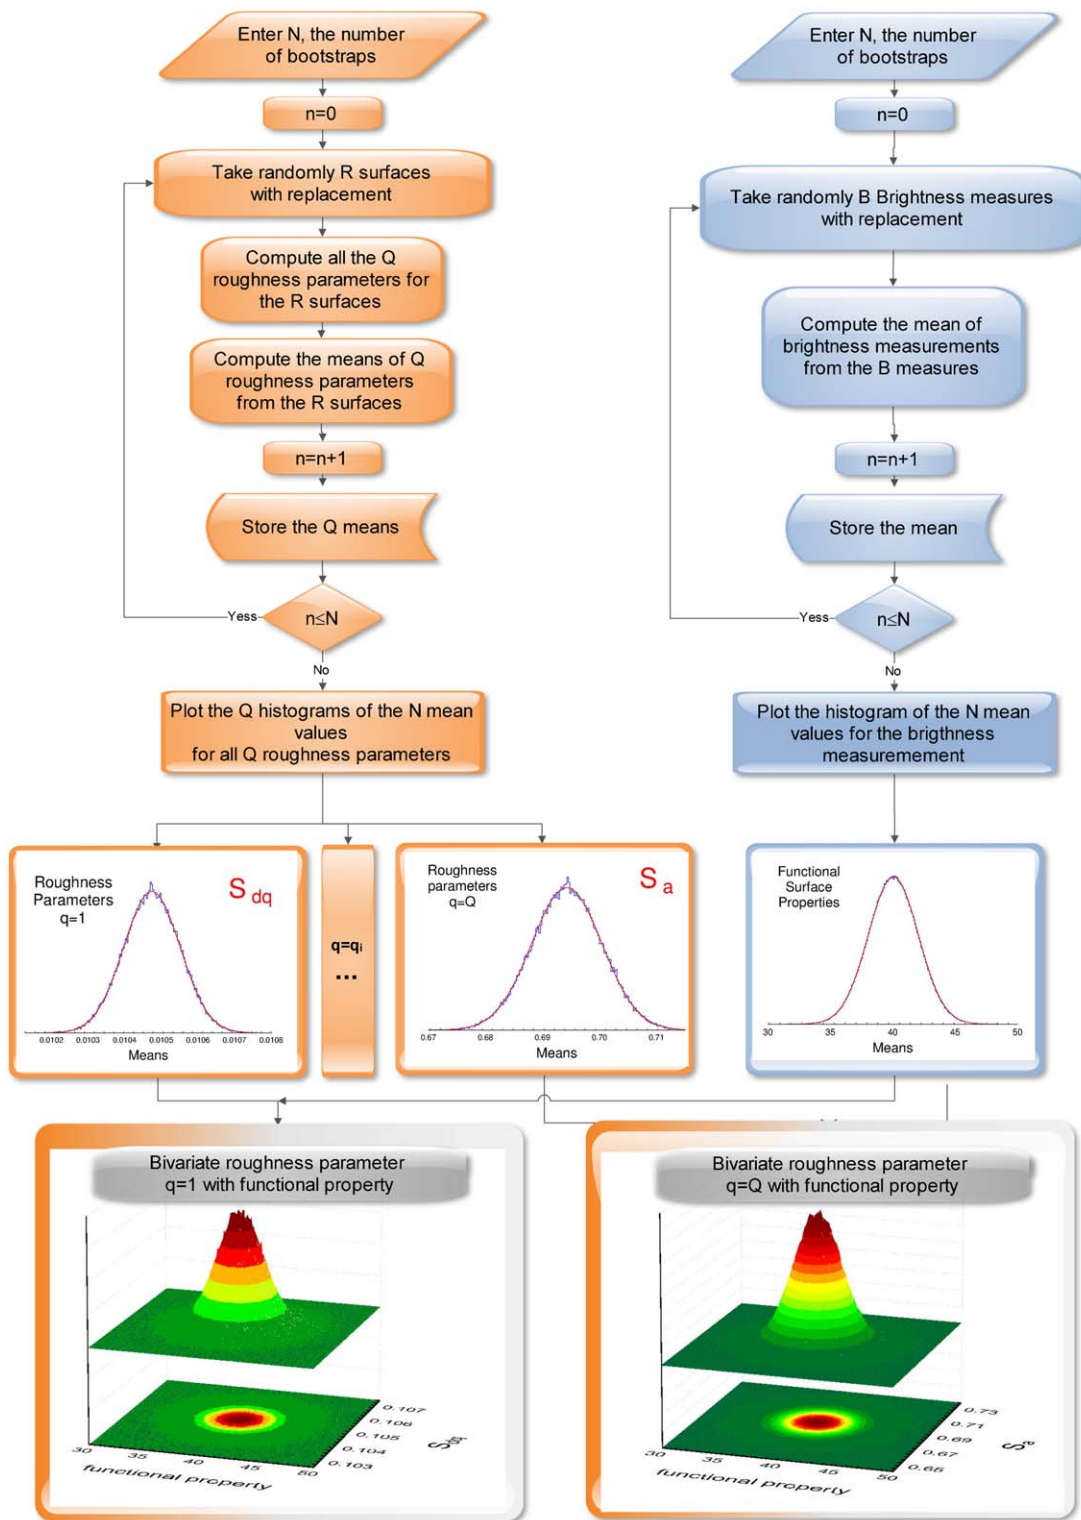 Enter N, the number
of bootstraps
n=0
Take randomly R surfaces
with replacement
Compute all the Q
roughness parameters for
the R surfaces
Compute the means of Q
roughness parameters
from the R surfaces
n=n+1
Store the Q means
n≤N
Yess
No
Plot the Q histograms of the N mean
values
for all Q roughness parameters
Enter N, the number
of bootstraps
n=0
Take randomly B Brightness measures
with replacement
Compute the mean of
brightness measurements
from the B measures
n=n+1
Store the mean
n≤N
Yess
No
Plot the histogram of the N mean
values for the brigthness
measuremement
Roughness
Parameters
q=1
S dq
0.0102 0.0103 0.0104 0.0105 0.0106 0.0107 0.0108
Means
q=qi
...
Roughness
parameters
q=Q
S a
0.67 0.68 0.69 0.70 0.71
Means
Functional
Surface
Properties
30 35 40 45 50
Means
Bivariate roughness parameter
q=1 with functional property
0.107
0.106
0.105
0.104
0.103
Sdq
30 35 40 45 50
functional property
Bivariate roughness parameter
q=Q with functional property
0.73
0.71
0.69
0.67
0.65
Sa
30 35 40 45 50
functional property